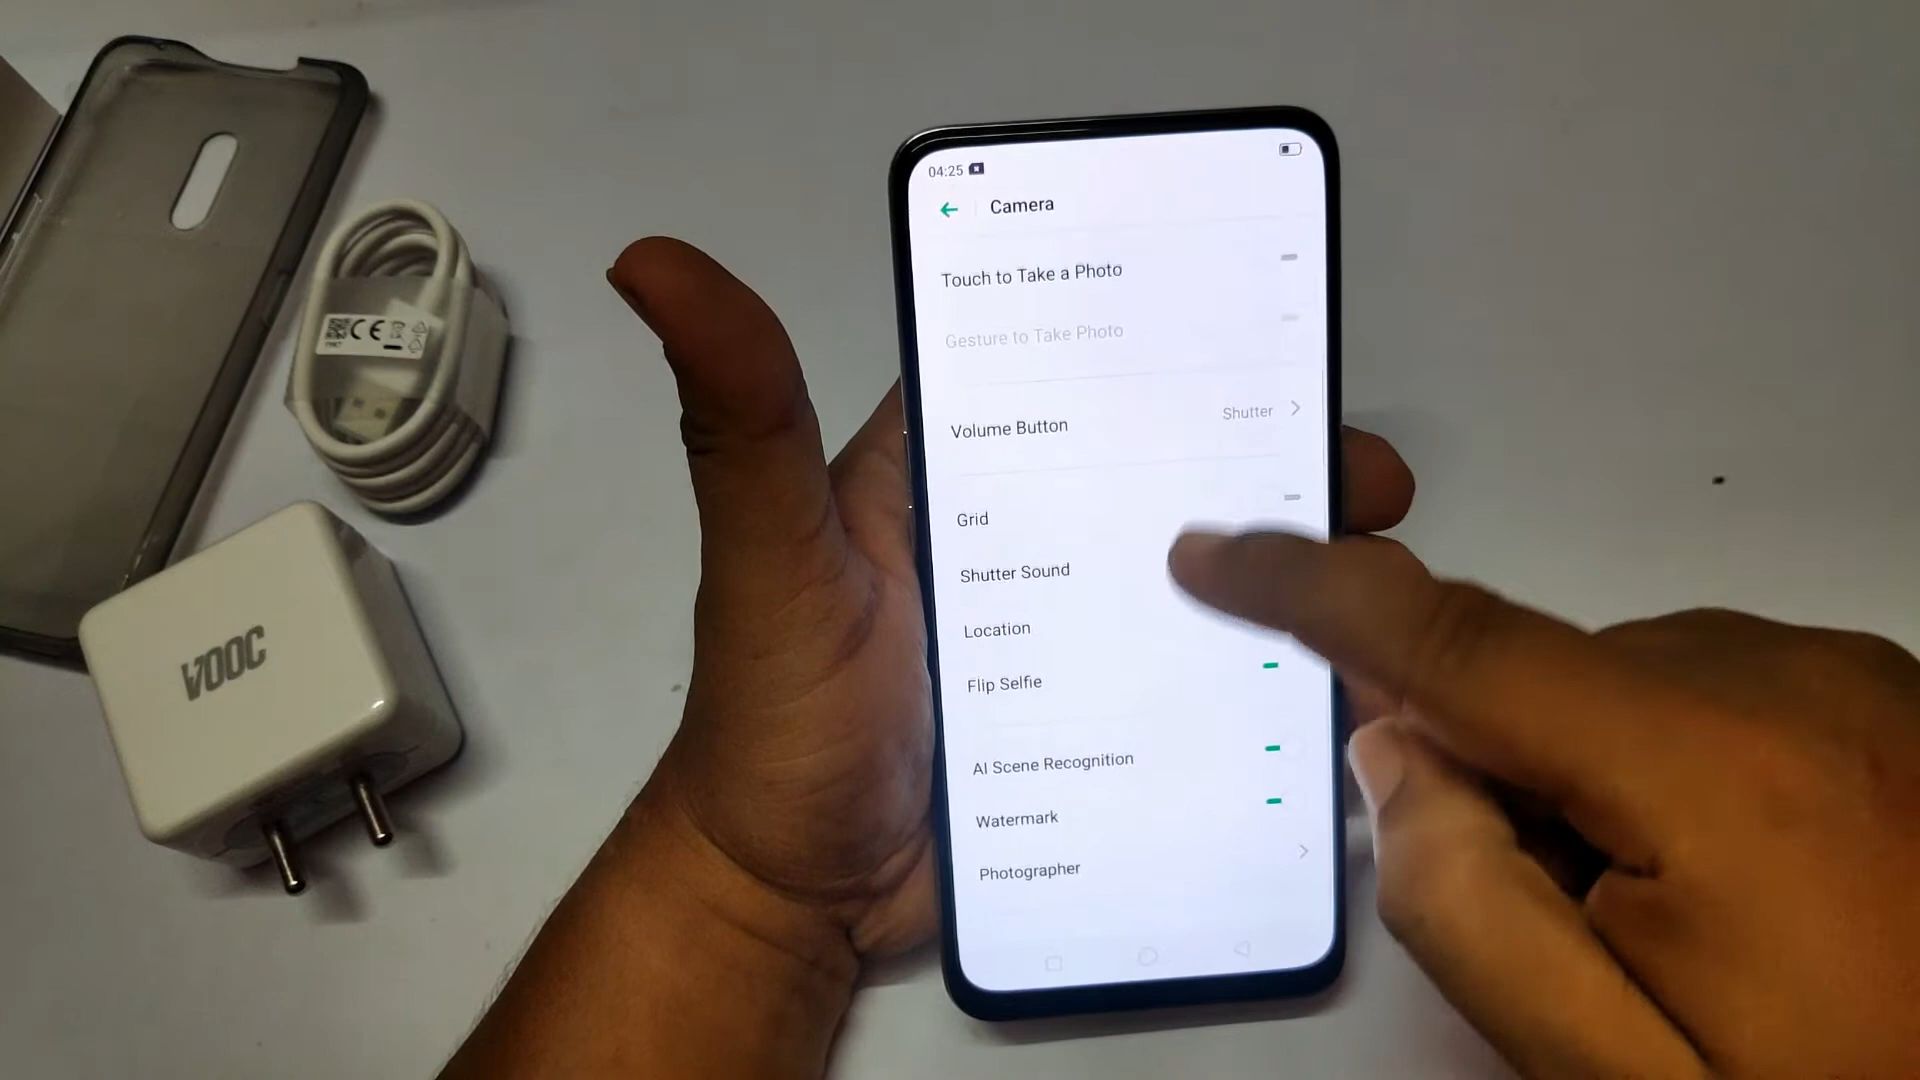 04:25
Camera
Touch to Take a Photo
Gesture to Take Photo
Volume Button Shutter
Grid
Shutter Sound
Location
Flip Selfie
AI Scene Recognition
Watermark
Photographer
CE
VOOC